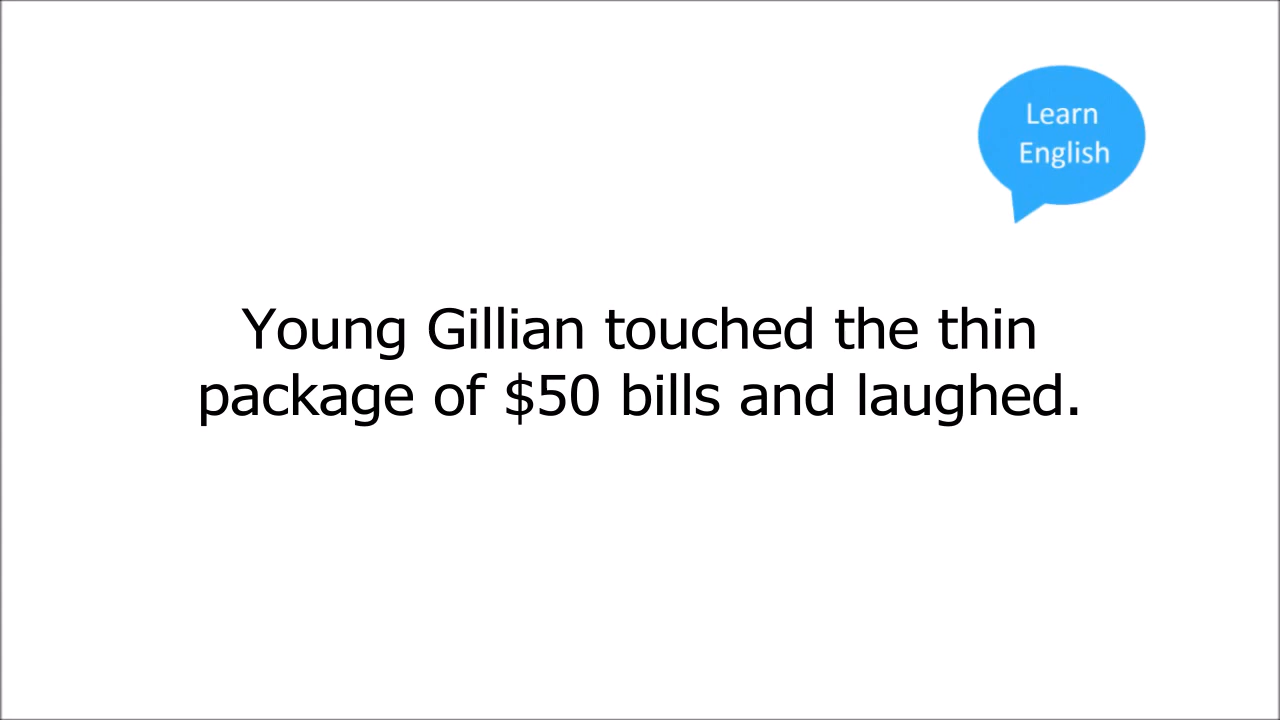 Learn
English
Young Gillian touched the thin
package of $50 bills and laughed.